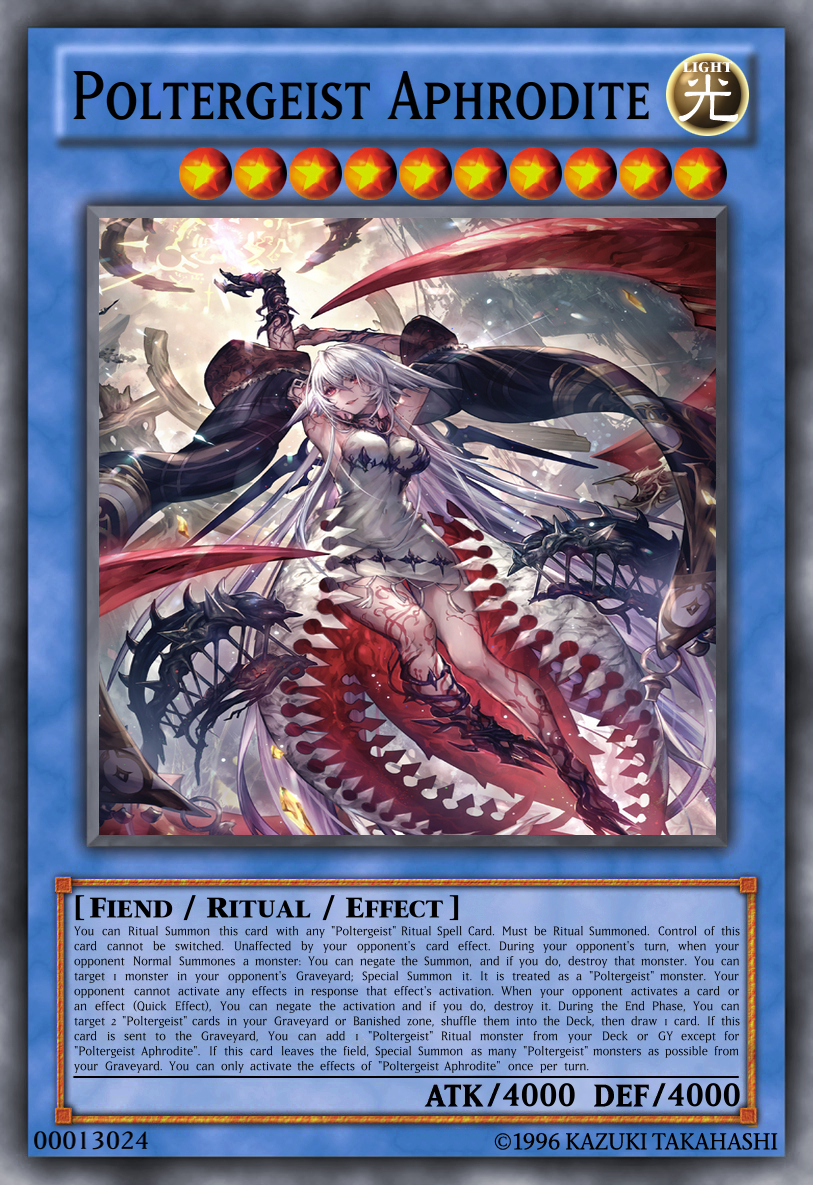 POLTERGEIST APHRODITE
LIGHT
光
[ FIEND / RITUAL / EFFECT ]
You can Ritual Summon this card with any "Poltergeist" Ritual Spell Card. Must be Ritual Summoned. Control of this
card cannot be switched. Unaffected by your opponent's card effect. During your opponent's turn, when your
opponent Normal Summones a monster: You can negate the Summon, and if you do, destroy that monster. You can
target 1 monster in your opponent's Graveyard; Special Summon it. It is treated as a "Poltergeist" monster. Your
opponent cannot activate any effects in response that effect's activation. When your opponent activates a card or
an effect (Quick Effect), You can negate the activation and if you do, destroy it. During the End Phase, You can
target 2 "Poltergeist" cards in your Graveyard or Banished zone, shuffle them into the Deck, then draw 1 card. If this
card is sent to the Graveyard, You can add 1 "Poltergeist" Ritual monster from your Deck or GY except for
"Poltergeist Aphrodite". If this card leaves the field, Special Summon as many "Poltergeist" monsters as possible from
your Graveyard. You can only activate the effects of "Poltergeist Aphrodite" once per turn.
ATK/4000 DEF/4000
00013024 ©1996 KAZUKI TAKAHASHI